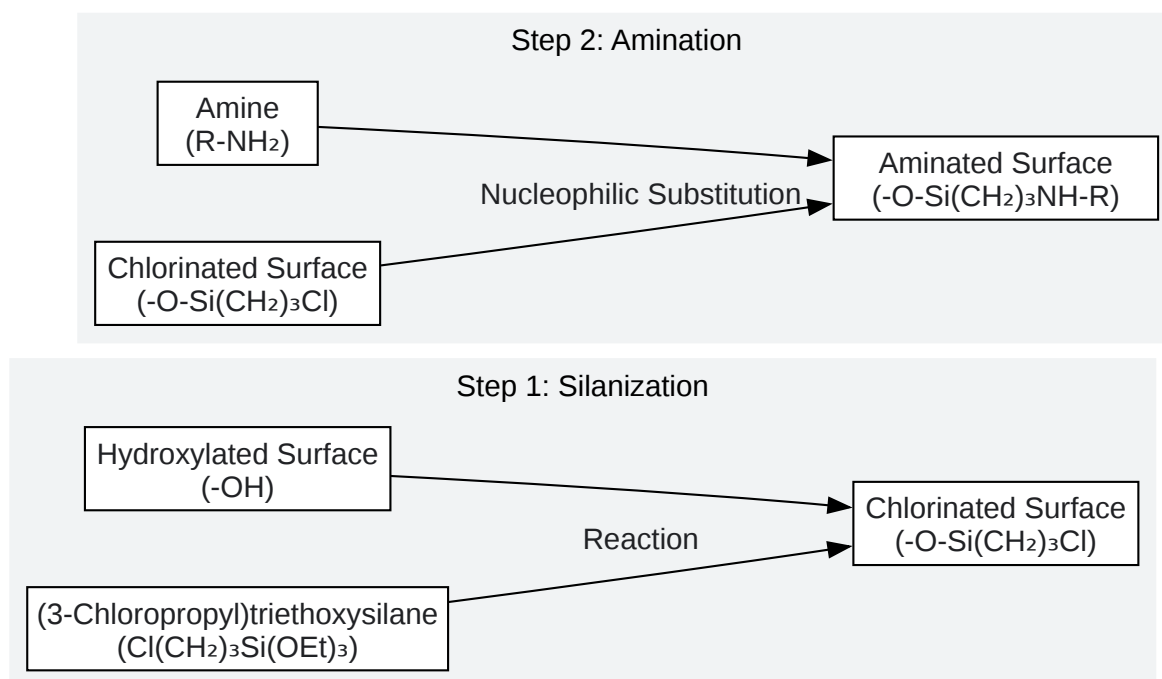 Step 2: Amination
Amine
(R-NH₂)
Aminated Surface
(-O-Si(CH₂)₃NH-R)
Nucleophilic Substitution
Chlorinated Surface
(-O-Si(CH₂)₃Cl)
Step 1: Silanization
Hydroxylated Surface
(-OH)
Chlorinated Surface
(-O-Si(CH₂)₃Cl)
Reaction
(3-Chloropropyl)triethoxysilane
(Cl(CH₂)₃Si(OEt)₃)